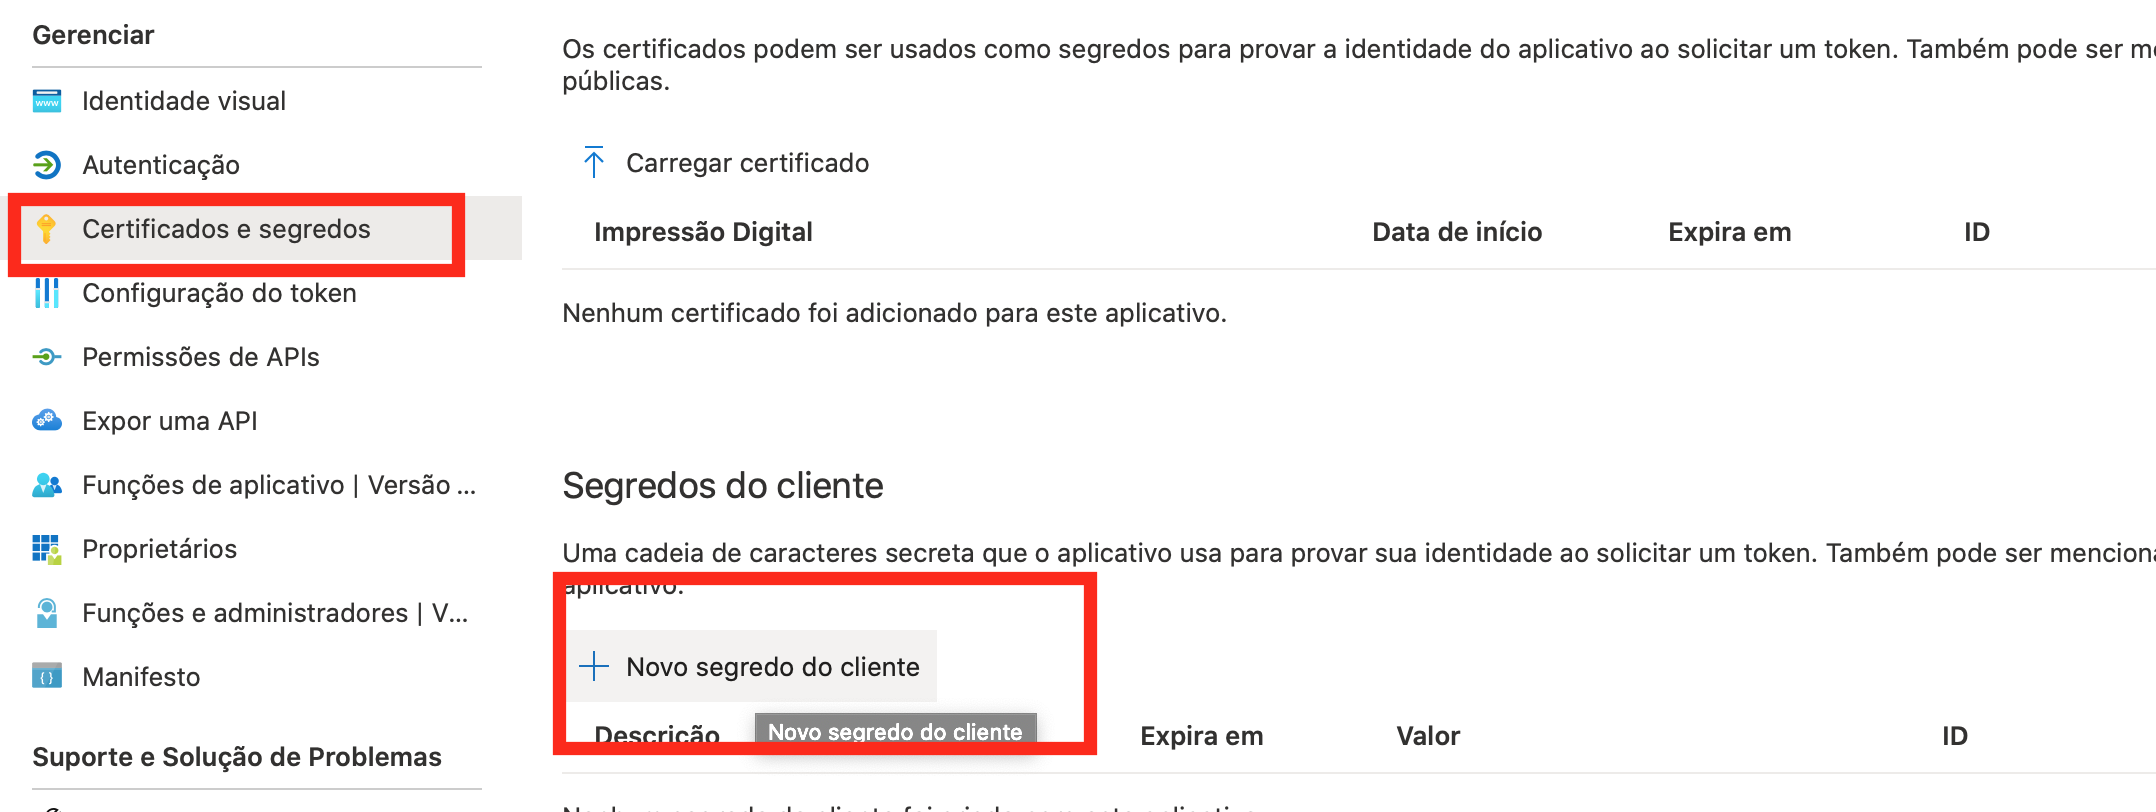 Gerenciar
Identidade visual
Autenticação
Certificados e segredos
Configuração do token
Permissões de APIs
Expor uma API
Funções de aplicativo | Versão ...
Proprietários
Funções e administradores | V...
Manifesto
Suporte e Solução de Problemas
Os certificados podem ser usados como segredos para provar a identidade do aplicativo ao solicitar um token. Também pode ser
públicas.
Carregar certificado
Impressão Digital Data de início Expira em ID
Nenhum certificado foi adicionado para este aplicativo.
Segredos do cliente
Uma cadeia de caracteres secreta que o aplicativo usa para provar sua identidade ao solicitar um token. Também pode ser
aplicativo.
Novo segredo do cliente
Descrição Novo segredo do cliente Expira em Valor ID